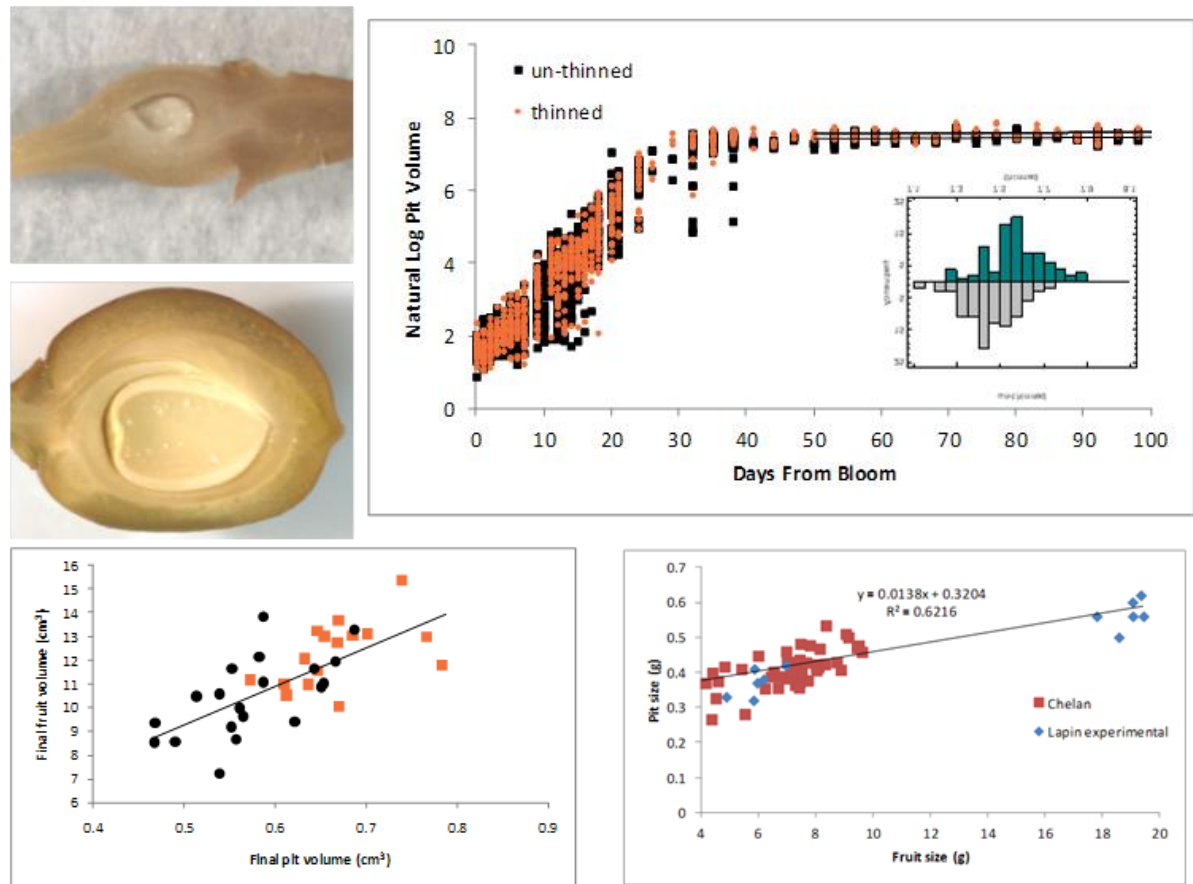 10
8
6
4
2
0
Natural Log Pit Volume
un-thinned
thinned
0 10 20 30 40 50 60 70 80 90 100
Days From Bloom
16
15
14
13
12
11
10
9
8
7
6
Final fruit volume (cm³)
0.4 0.5 0.6 0.7 0.8 0.9
Final pit volume (cm³)
0.7
0.6
0.5
0.4
0.3
0.2
0.1
0
Pit size (g)
y = 0.0138x + 0.3204
R² = 0.6216
Chelan
Lapin experimental
4 6 8 10 12 14 16 18 20
Fruit size (g)